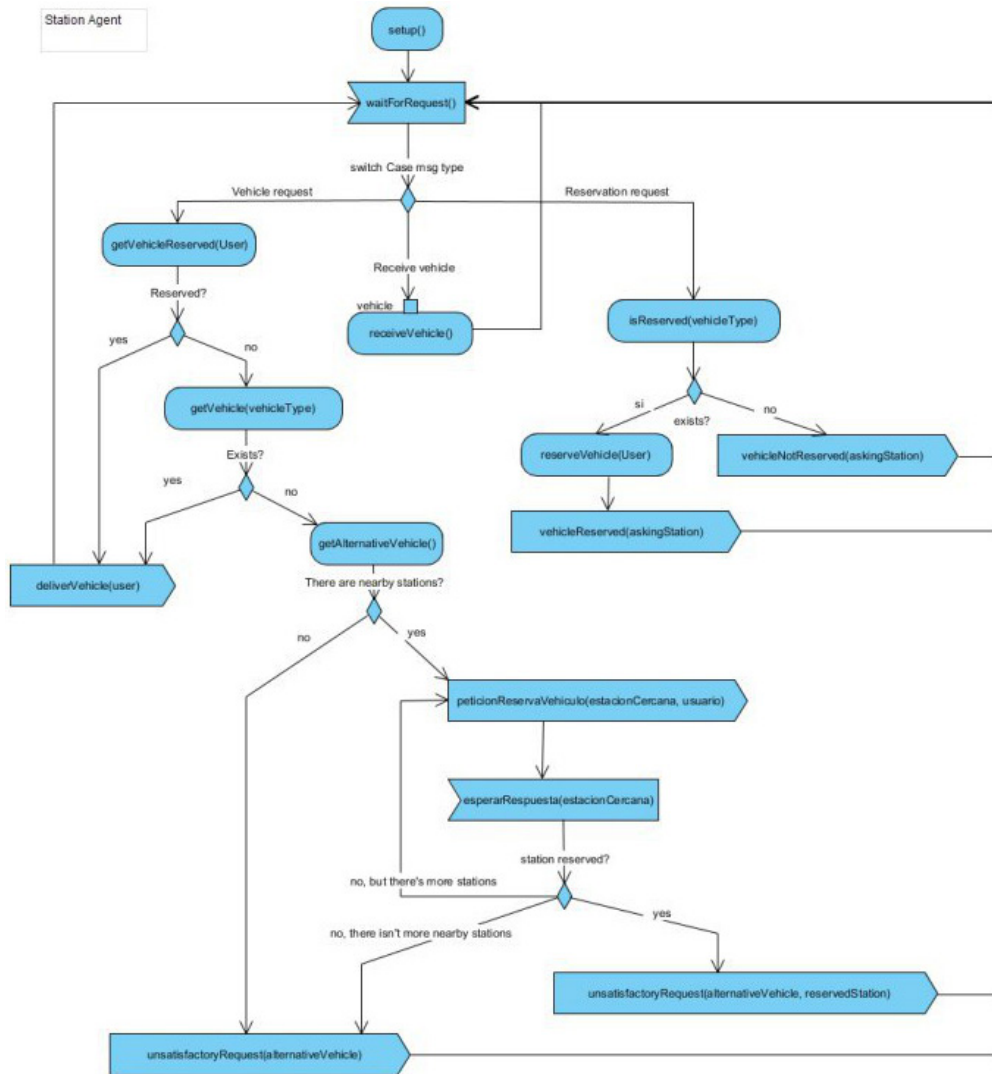 Station Agent
setup()
waitForRequest()
switch Case msg type
Vehicle request
Reservation request
getVehicleReserved(User)
Receive vehicle
Reserved?
vehicle
receiveVehicle()
isReserved(vehicleType)
yes
no
getVehicle(vehicleType)
si
exists?
no
Exists?
reserveVehicle(User)
vehicleNotReserved(askingStation)
yes
no
vehicleReserved(askingStation)
getAlternativeVehicle()
deliverVehicle(user)
There are nearby stations?
no
yes
peticionReservaVehiculo(estacionCercana, usuario)
esperarRespuesta(estacionCercana)
station reserved?
no, but there's more stations
yes
no, there isn't more nearby stations
unsatisfactoryRequest(alternativeVehicle, reservedStation)
unsatisfactoryRequest(alternativeVehicle)